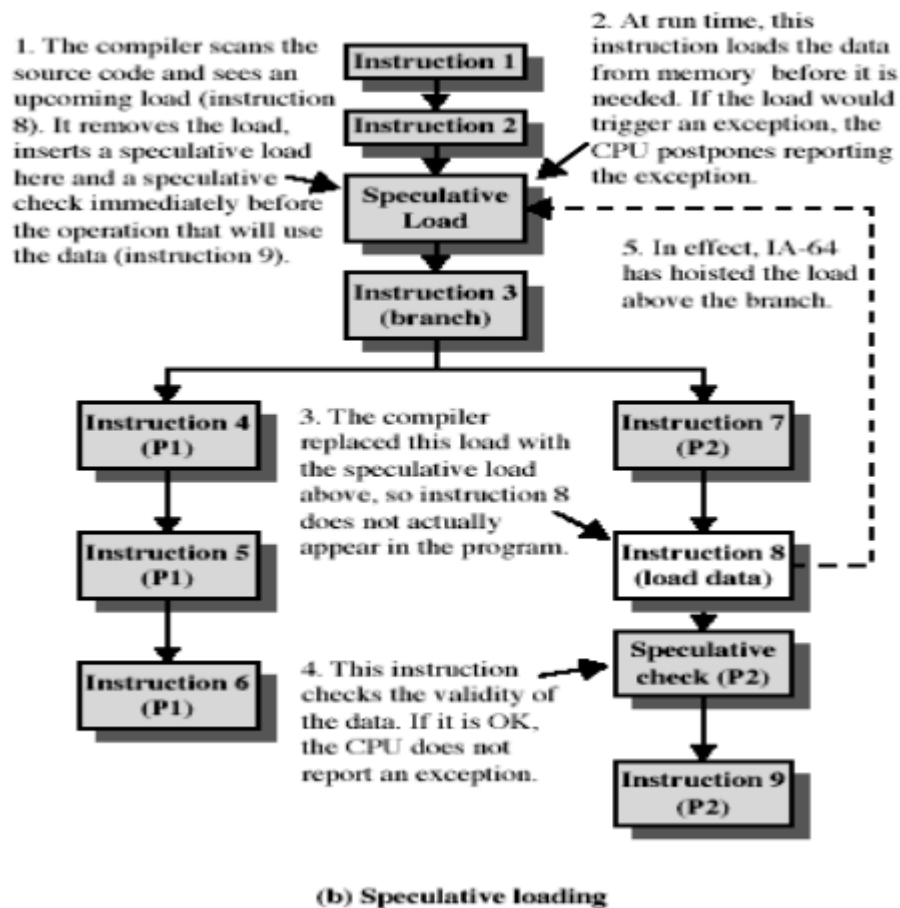 1. The compiler scans the
source code and sees an
upcoming load (instruction
8). It removes the load,
inserts a speculative load
here and a speculative
check immediately before
the operation that will use
the data (instruction 9).
Instruction 1
Instruction 2
Speculative
Load
Instruction 3
(branch)
2. At run time, this
instruction loads the data
from memory before it is
needed. If the load would
trigger an exception, the
CPU postpones reporting
the exception.
5. In effect, IA-64
has hoisted the load
above the branch.
Instruction 4
(P1)
Instruction 5
(P1)
Instruction 6
(P1)
3. The compiler
replaced this load with
the speculative load
above, so instruction 8
does not actually
appear in the program.
Instruction 7
(P2)
Instruction 8
(load data)
4. This instruction
checks the validity of
the data. If it is OK,
the CPU does not
report an exception.
Speculative
check (P2)
Instruction 9
(P2)
(b) Speculative loading